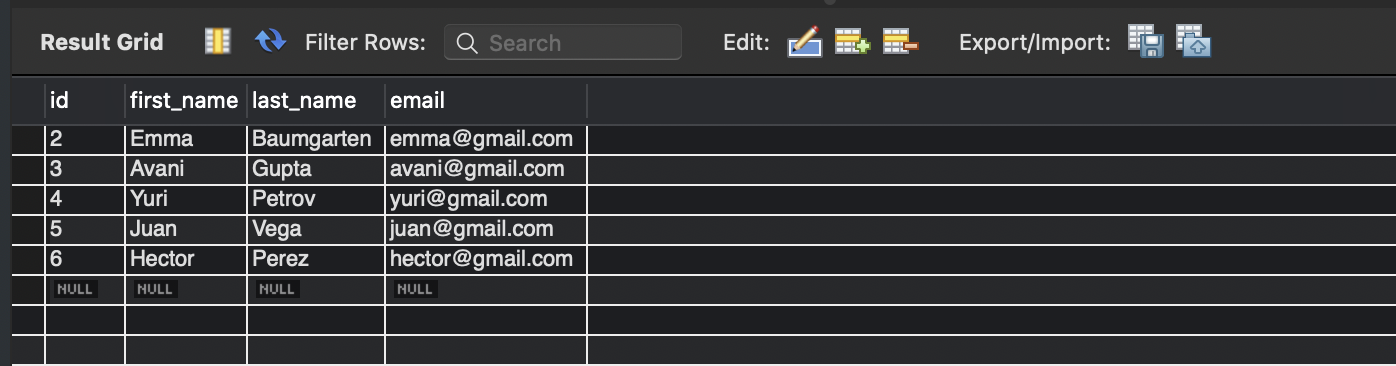 Result Grid Filter Rows: Search Edit: Export/Import:
id first_name last_name email
2 Emma Baumgarten emma@gmail.com
3 Avani Gupta avani@gmail.com
4 Yuri Petrov yuri@gmail.com
5 Juan Vega juan@gmail.com
6 Hector Perez hector@gmail.com
NULL NULL NULL NULL